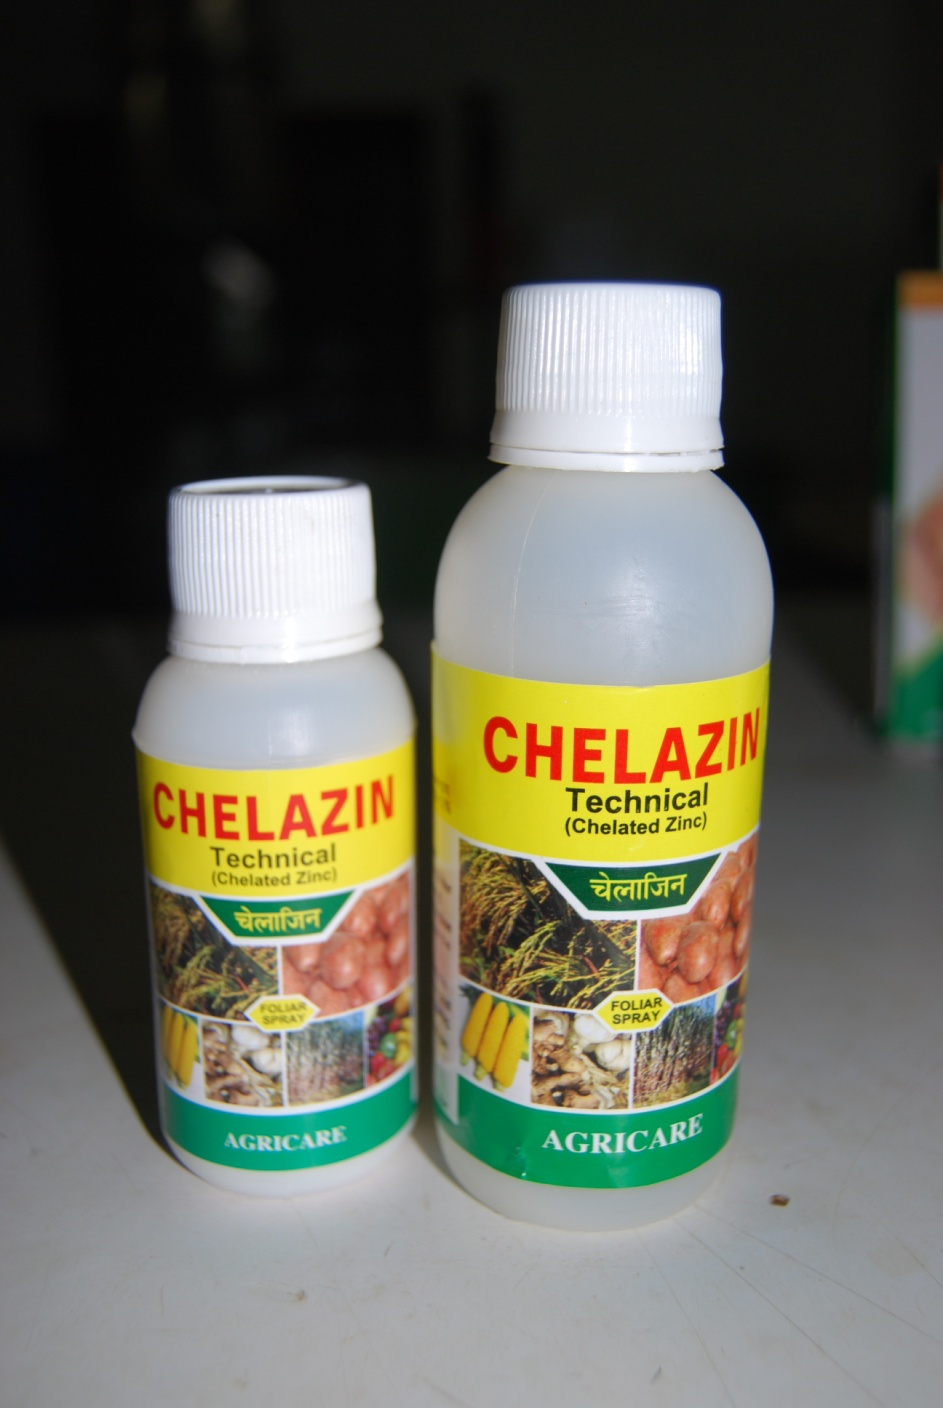 CHELAZIN
Technical
(Chelated Zinc)
चेलाजिन
FOLIAR
SPRAY
AGRICARE
CHELAZIN
Technical
(Chelated Zinc)
चेलाजिन
FOLIAR
SPRAY
AGRICARE